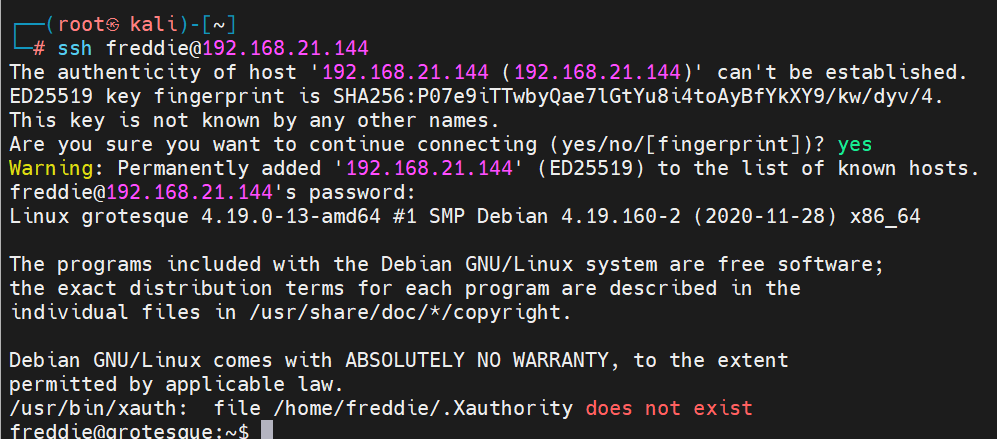 ┌──(root㉿ kali)-[~]
└─# ssh freddie@192.168.21.144
The authenticity of host '192.168.21.144 (192.168.21.144)' can't be established.
ED25519 key fingerprint is SHA256:P07e9iTTwbyQae7lGtYu8i4toAyBfYkXY9/kw/dyv/4.
This key is not known by any other names.
Are you sure you want to continue connecting (yes/no/[fingerprint])? yes
Warning: Permanently added '192.168.21.144' (ED25519) to the list of known hosts.
freddie@192.168.21.144's password:
Linux grotesque 4.19.0-13-amd64 #1 SMP Debian 4.19.160-2 (2020-11-28) x86_64
The programs included with the Debian GNU/Linux system are free software;
the exact distribution terms for each program are described in the
individual files in /usr/share/doc/*/copyright.
Debian GNU/Linux comes with ABSOLUTELY NO WARRANTY, to the extent
permitted by applicable law.
/usr/bin/xauth:  file /home/freddie/.Xauthority does not exist
freddie@grotesque:~$